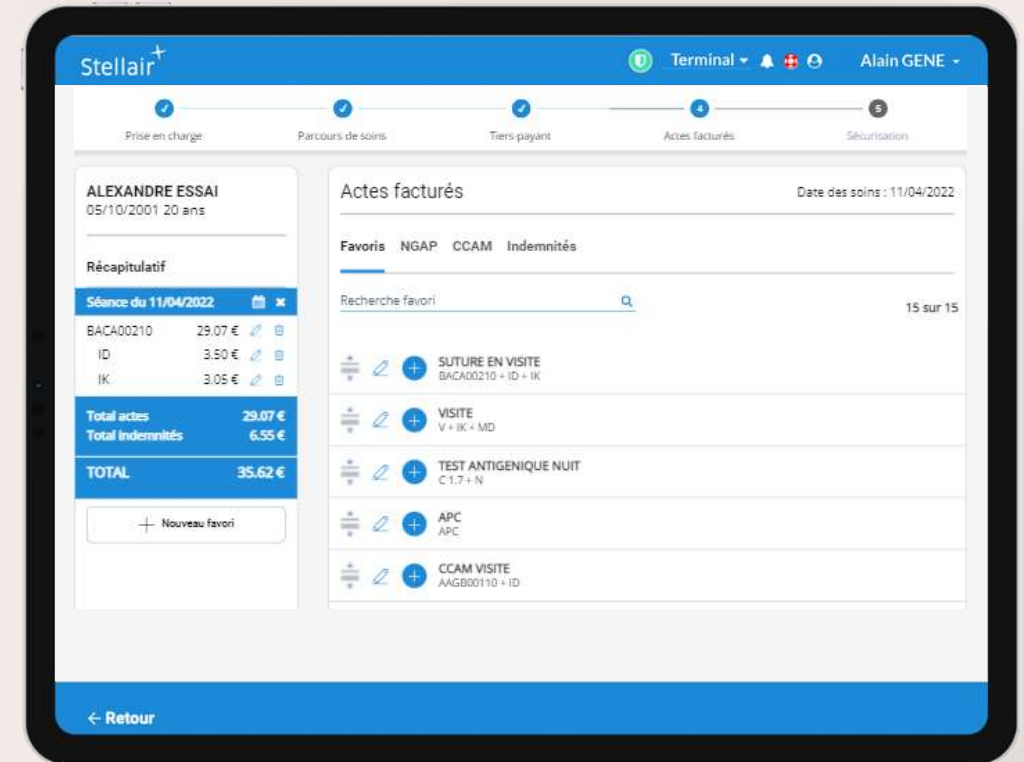 Stellair+
Terminal
Alain GENE
Prise en charge
Parcours de soins
Tiers-payant
4
Actes facturés
5
Sécurisation
ALEXANDRE ESSAI
05/10/2001 20 ans
Récapitulatif
Séance du 11/04/2022
BACA00210 29.07 €
ID 3.50 €
IK 3.05 €
Total actes 29.07 €
Total indemnités 6.55 €
TOTAL 35.62 €
+ Nouveau favori
Actes facturés
Date des soins : 11/04/2022
Favoris NGAP CCAM Indemnités
Recherche favori
15 sur 15
SUTURE EN VISITE
BACA00210 + ID + IK
VISITE
V + IK + MD
TEST ANTIGENIQUE NUIT
C 1.7 + N
APC
APC
CCAM VISITE
AAGB00110 + ID
← Retour